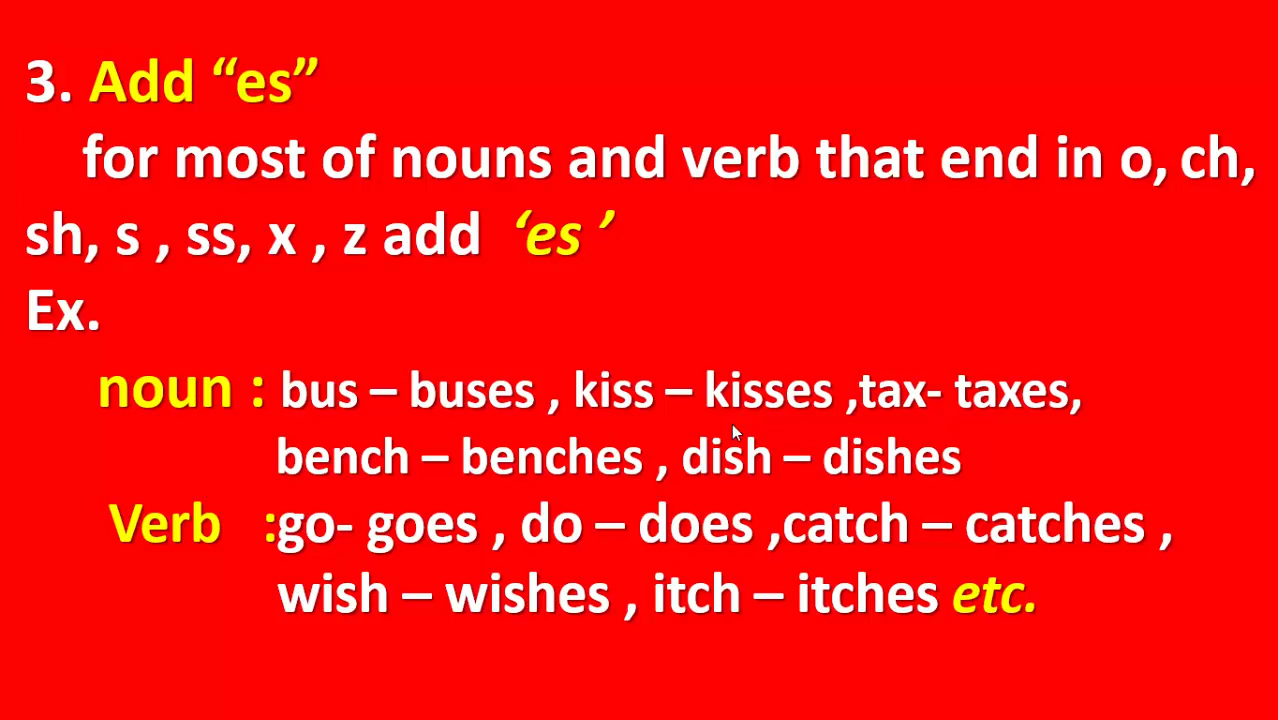 3. Add “es”
for most of nouns and verb that end in o, ch,
sh, s , ss, x , z add ‘es ’
Ex.
noun : bus – buses , kiss – kisses ,tax- taxes,
bench – benches , dish – dishes
Verb :go- goes , do – does ,catch – catches ,
wish – wishes , itch – itches etc.